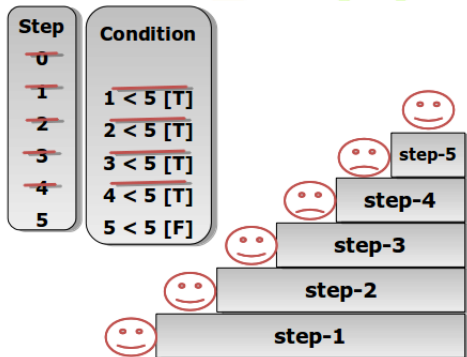 Step
0
1
2
3
4
5
Condition
1 < 5 [T]
2 < 5 [T]
3 < 5 [T]
4 < 5 [T]
5 < 5 [F]
step-5
step-4
step-3
step-2
step-1